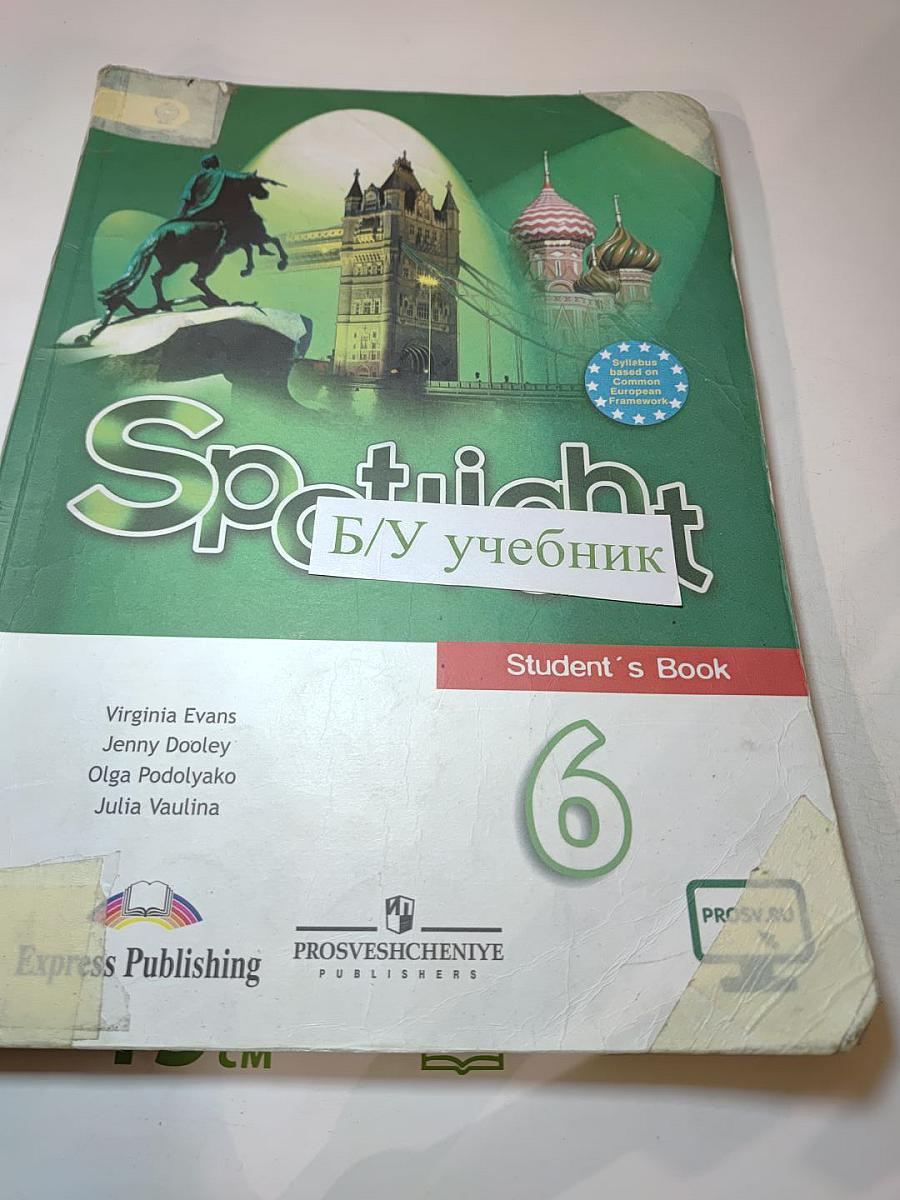 Syllabus
based on
Common
European
Framework
Spotlight
Б/У учебник
Student´s Book
Virginia Evans
Jenny Dooley
Olga Podolyako
Julia Vaulina
6
Express Publishing
PROSVESHCHENIYE
PUBLISHERS
PROSV.RU
СМ